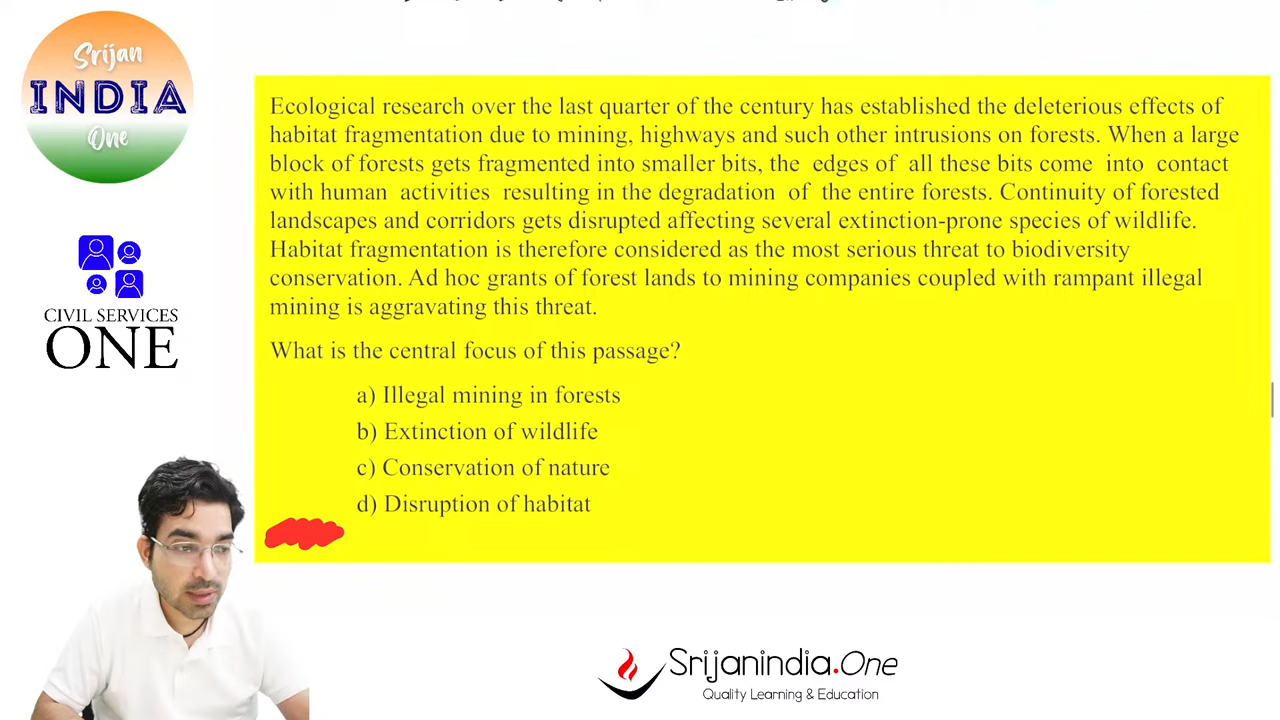 Srijan
INDIA
One
CIVIL SERVICES
ONE
Ecological research over the last quarter of the century has established the deleterious effects of
habitat fragmentation due to mining, highways and such other intrusions on forests. When a large
block of forests gets fragmented into smaller bits, the edges of all these bits come into contact
with human activities resulting in the degradation of the entire forests. Continuity of forested
landscapes and corridors gets disrupted affecting several extinction-prone species of wildlife.
Habitat fragmentation is therefore considered as the most serious threat to biodiversity
conservation. Ad hoc grants of forest lands to mining companies coupled with rampant illegal
mining is aggravating this threat.
What is the central focus of this passage?
a) Illegal mining in forests
b) Extinction of wildlife
c) Conservation of nature
d) Disruption of habitat
Srijanindia.One
Quality Learning & Education